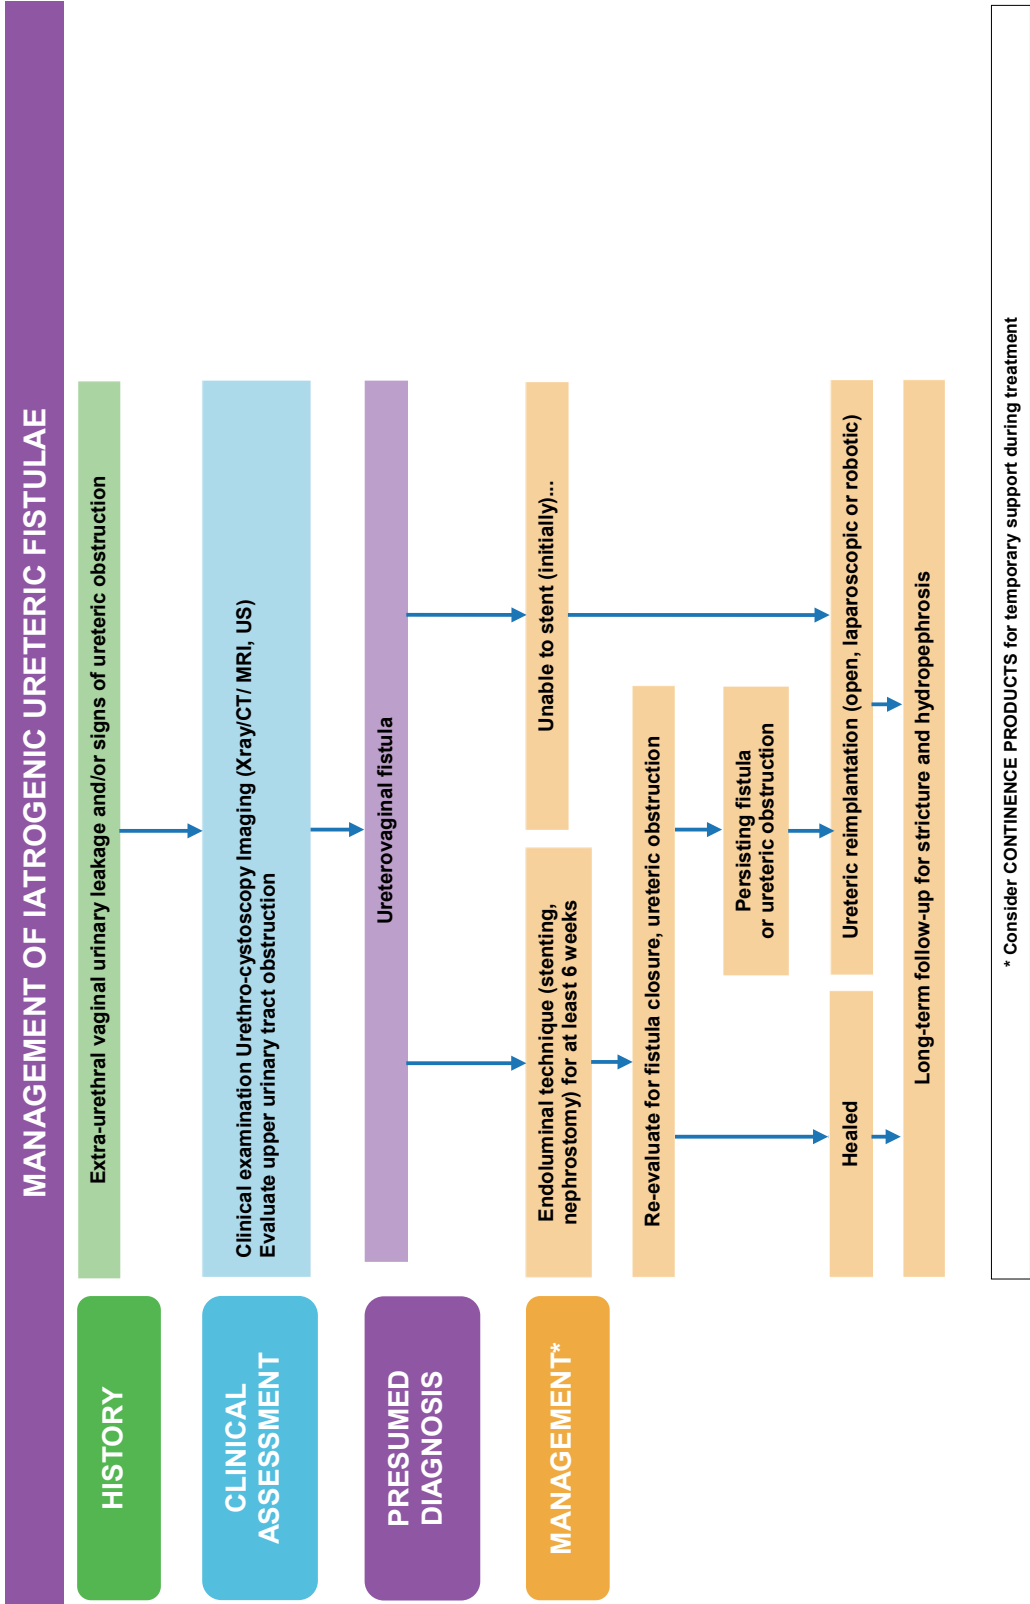 MANAGEMENT OF IATROGENIC URETERIC FISTULAE
HISTORY
Extra-urethral vaginal urinary leakage and/or signs of ureteric obstruction
CLINICAL
ASSESSMENT
Clinical examination Urethro-cystoscopy Imaging (Xray/CT/ MRI, US)
Evaluate upper urinary tract obstruction
PRESUMED
DIAGNOSIS
Ureterovaginal fistula
MANAGEMENT*
Endoluminal technique (stenting,
nephrostomy) for at least 6 weeks
Unable to stent (initially)...
Re-evaluate for fistula closure, ureteric obstruction
Persisting fistula
or ureteric obstruction
Healed
Ureteric reimplantation (open, laparoscopic or robotic)
Long-term follow-up for stricture and hydropephrosis
* Consider CONTINENCE PRODUCTS for temporary support during treatment